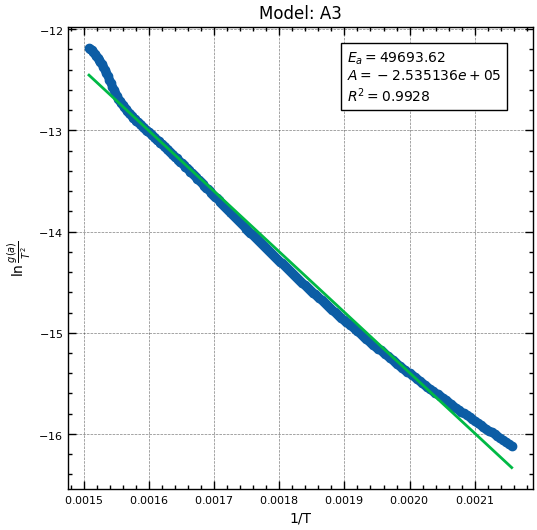 Model: A3
E_a = 49693.62
A = −2.535136e + 05
R^2 = 0.9928
−12
−13
−14
−15
−16
ln g(a)/T^2
0.0015 0.0016 0.0017 0.0018 0.0019 0.0020 0.0021
1/T